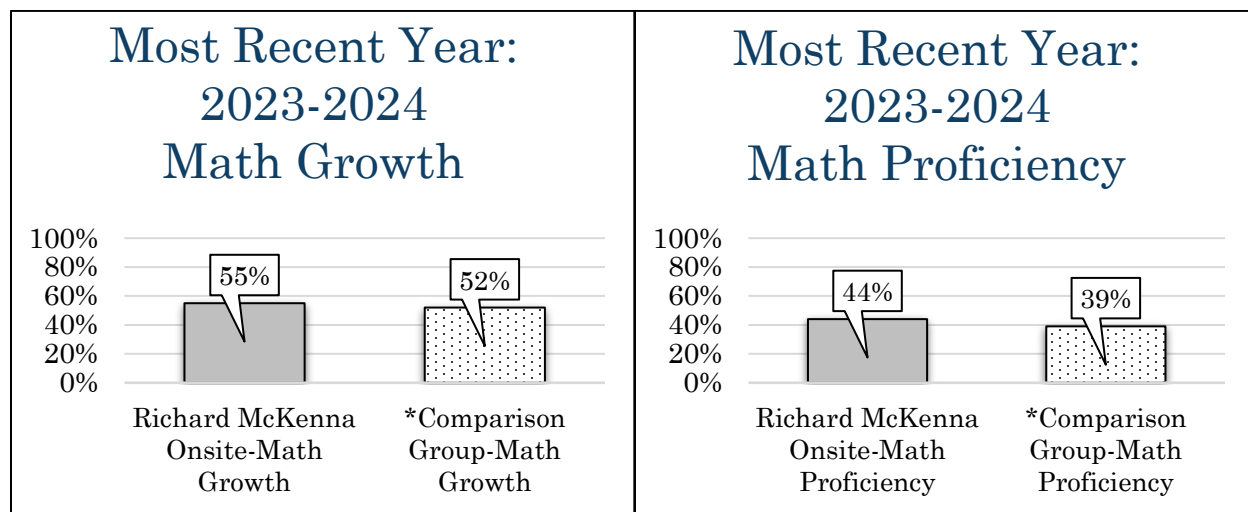 Most Recent Year:
2023-2024
Math Growth
100%
80%
60%
40%
20%
0%
55%
52%
Richard McKenna
Onsite-Math
Growth
*Comparison
Group-Math
Growth
Most Recent Year:
2023-2024
Math Proficiency
100%
80%
60%
40%
20%
0%
44%
39%
Richard McKenna
Onsite-Math
Proficiency
*Comparison
Group-Math
Proficiency